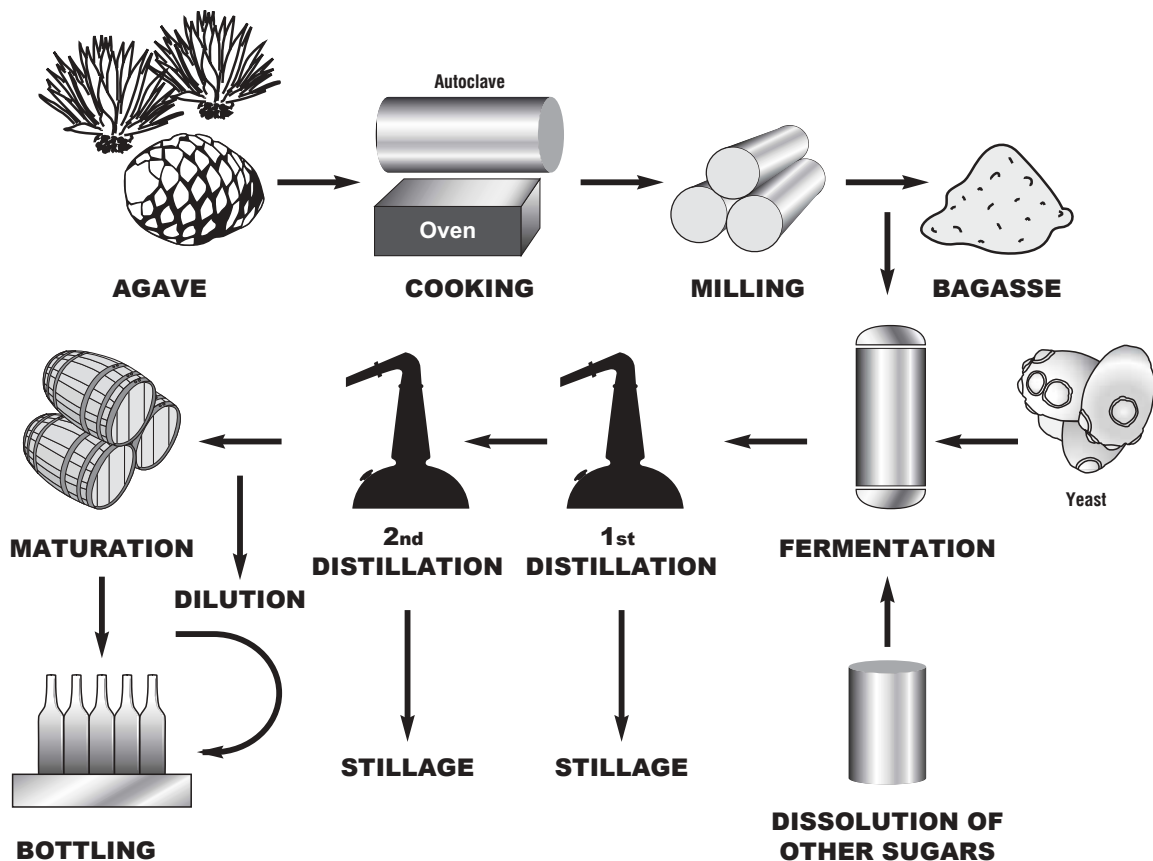 Autoclave
Oven
AGAVE
COOKING
MILLING
BAGASSE
Yeast
MATURATION
2nd
DISTILLATION
1st
DISTILLATION
FERMENTATION
DILUTION
STILLAGE
STILLAGE
BOTTLING
DISSOLUTION OF
OTHER SUGARS